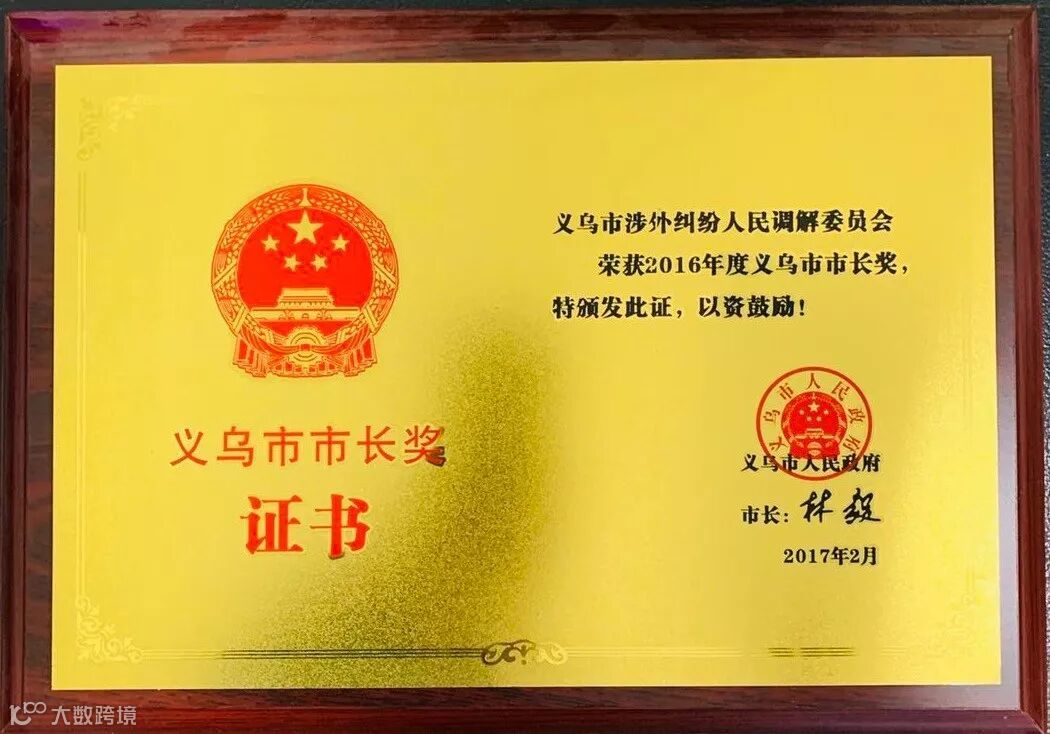 义乌市市长奖
证书
义乌市涉外纠纷人民调解委员会
荣获2016年度义乌市市长奖，
特颁发此证，以资鼓励！
义乌市人民政府
义乌市人民政府
市长：林毅
2017年2月
大数跨境